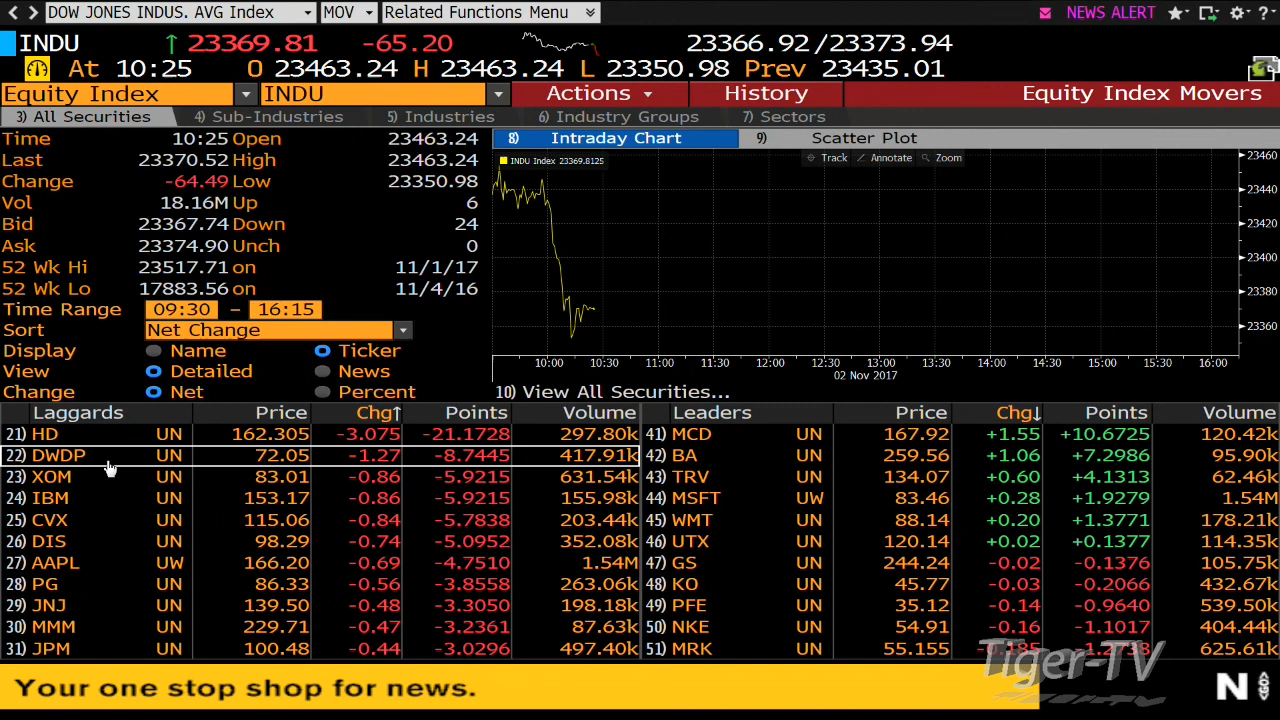 DOW JONES INDUS. AVG Index MOV Related Functions Menu NEWS ALERT ?
INDU 23369.81 -65.20 23366.92 /23373.94
At 10:25 O 23463.24 H 23463.24 L 23350.98 Prev 23435.01
Equity Index INDU Actions History Equity Index Movers
3) All Securities 4) Sub-Industries 5) Industries 6) Industry Groups 7) Sectors
Time 10:25 Open 23463.24
Last 23370.52 High 23463.24
Change -64.49 Low 23350.98
Vol 18.16M Up 6
Bid 23367.74 Down 24
Ask 23374.90 Unch 0
52 Wk Hi 23517.71 on 11/1/17
52 Wk Lo 17883.56 on 11/4/16
Time Range 09:30 - 16:15
Sort Net Change
Display Name Ticker
View Detailed News
Change Net Percent
8) Intraday Chart 9) Scatter Plot
INDU Index 23369.8125 Track Annotate Zoom
23460
23440
23420
23400
23380
23360
10:00 10:30 11:00 11:30 12:00 12:30 13:00 13:30 14:00 14:30 15:00 15:30 16:00
02 Nov 2017
10) View All Securities...
Laggards Price Chg↑ Points Volume Leaders Price Chg↓ Points Volume
21) HD UN 162.305 -3.075 -21.1728 297.80k 41) MCD UN 167.92 +1.55 +10.6725 120.42k
22) DWDP UN 72.05 -1.27 -8.7445 417.91k 42) BA UN 259.56 +1.06 +7.2986 95.90k
23) XOM UN 83.01 -0.86 -5.9215 631.54k 43) TRV UN 134.07 +0.60 +4.1313 62.46k
24) IBM UN 153.17 -0.86 -5.9215 155.98k 44) MSFT UW 83.46 +0.28 +1.9279 1.54M
25) CVX UN 115.06 -0.84 -5.7838 203.44k 45) WMT UN 88.14 +0.20 +1.3771 178.21k
26) DIS UN 98.29 -0.74 -5.0952 352.08k 46) UTX UN 120.14 +0.02 +0.1377 114.35k
27) AAPL UW 166.20 -0.69 -4.7510 1.54M 47) GS UN 244.24 -0.02 -0.1376 105.75k
28) PG UN 86.33 -0.56 -3.8558 263.06k 48) KO UN 45.77 -0.03 -0.2066 432.67k
29) JNJ UN 139.50 -0.48 -3.3050 198.18k 49) PFE UN 35.12 -0.14 -0.9640 539.50k
30) MMM UN 229.71 -0.47 -3.2361 87.63k 50) NKE UN 54.91 -0.16 -1.1017 404.44k
31) JPM UN 100.48 -0.44 -3.0296 497.40k 51) MRK UN 55.155 -0.185 -1.2738 625.61k
Tiger-TV
Your one stop shop for news. N